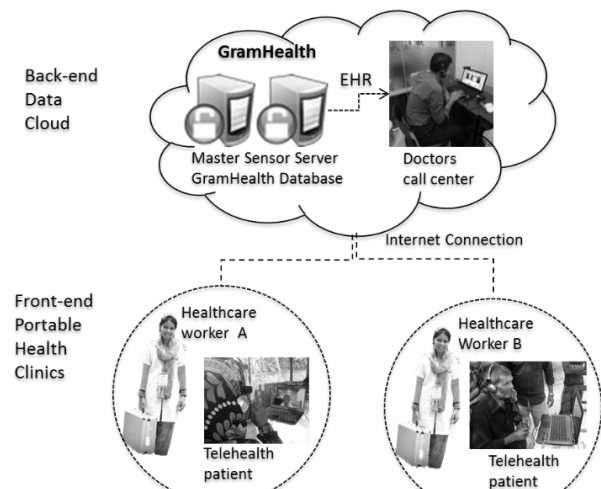 GramHealth
Back-end
Data
Cloud
EHR
Master Sensor Server
GramHealth Database
Doctors
call center
Internet Connection
Front-end
Portable
Health
Clinics
Healthcare
worker A
Telehealth
patient
Healthcare
Worker B
Telehealth
patient